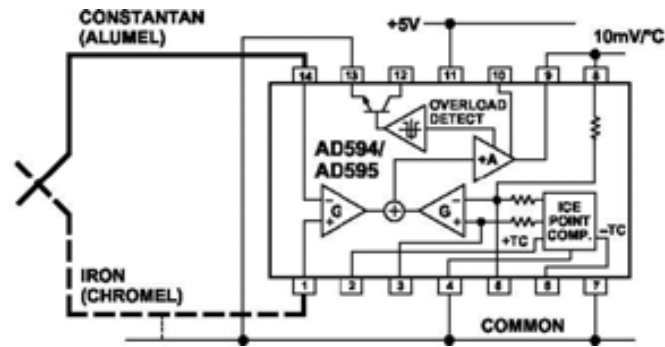 CONSTANTAN
(ALUMEL)
+5V
10mV/ºC
14
13
12
11
10
9
8
OVERLOAD
DETECT
AD594/
AD595
+A
G
G
ICE
POINT
COMP.
+TC
–TC
IRON
(CHROMEL)
1
2
3
4
5
6
7
COMMON